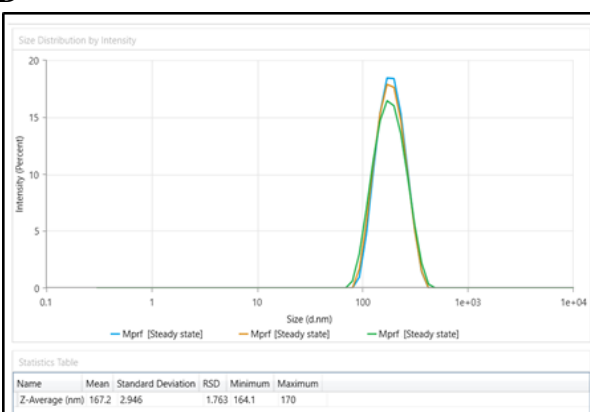 Size Distribution by Intensity
20
15
10
5
0
Intensity (Percent)
0.1 1 10 100 1e+03 1e+04
Size (d.nm)
Mprf [Steady state] Mprf [Steady state] Mprf [Steady state]
Statistics Table
Name Mean Standard Deviation RSD Minimum Maximum
Z-Average (nm) 167.2 2.946 1.763 164.1 170